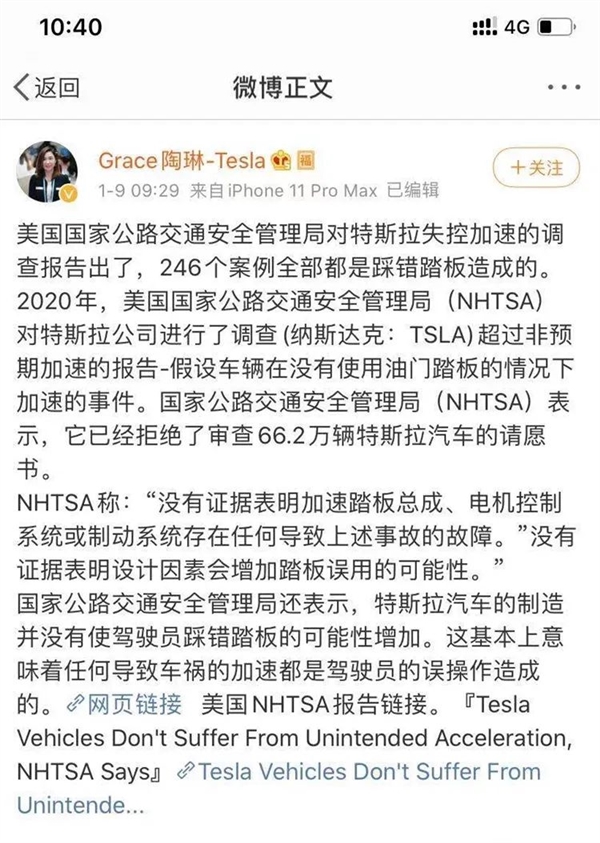 10:40
4G
返回
微博正文
Grace陶琳-Tesla
福
+关注
1-9 09:29 来自iPhone 11 Pro Max 已编辑
美国国家公路交通安全管理局对特斯拉失控加速的调
查报告出了，246个案例全部都是踩错踏板造成的。
2020年，美国国家公路交通安全管理局（NHTSA）
对特斯拉公司进行了调查(纳斯达克：TSLA)超过非预
期加速的报告-假设车辆在没有使用油门踏板的情况下
加速的事件。国家公路交通安全管理局（NHTSA）表
示，它已经拒绝了审查66.2万辆特斯拉汽车的请愿
书。
NHTSA称：“没有证据表明加速踏板总成、电机控制
系统或制动系统存在任何导致上述事故的故障。”没有
证据表明设计因素会增加踏板误用的可能性。”
国家公路交通安全管理局还表示，特斯拉汽车的制造
并没有使驾驶员踩错踏板的可能性增加。这基本上意
味着任何导致车祸的加速都是驾驶员的误操作造成
的。网页链接 美国NHTSA报告链接。『Tesla
Vehicles Don't Suffer From Unintended Acceleration,
NHTSA Says』Tesla Vehicles Don't Suffer From
Unintende...